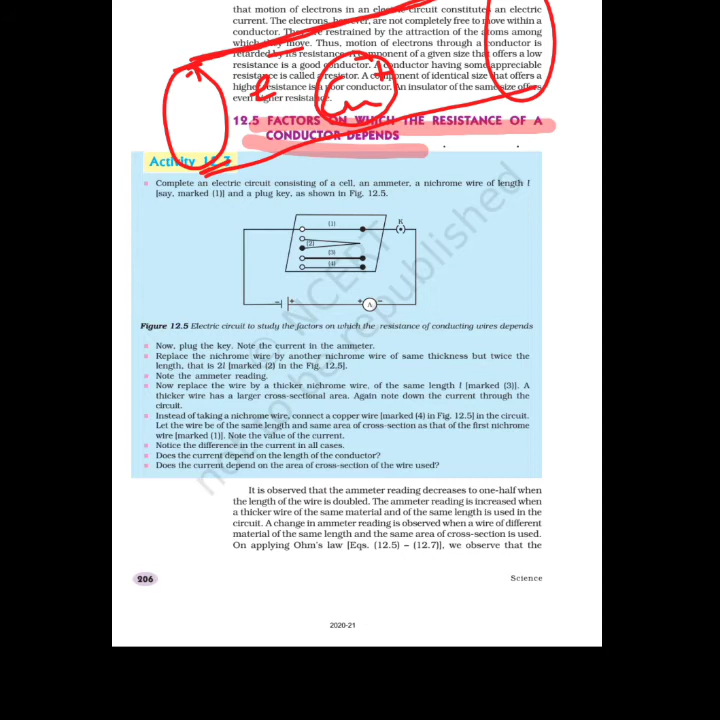 that motion of electrons in an electric circuit constitutes an electric
current. The electrons, however, are not completely free to move within a
conductor. They are restrained by the attraction of the atoms among
which they move. Thus, motion of electrons through a conductor is
retarded by its resistance. A component of a given size that offers a low
resistance is a good conductor. A conductor having some appreciable
resistance is called a resistor. A component of identical size that offers a
higher resistance is a poor conductor. An insulator of the same size offers
even higher resistance.
12.5 FACTORS ON WHICH THE RESISTANCE OF A
CONDUCTOR DEPENDS
Activity 12.3
Complete an electric circuit consisting of a cell, an ammeter, a nichrome wire of length l
[say, marked (1)] and a plug key, as shown in Fig. 12.5.
(1)
K
(2)
(3)
(4)
− +
+ A −
Figure 12.5 Electric circuit to study the factors on which the resistance of conducting wires depends
Now, plug the key. Note the current in the ammeter.
Replace the nichrome wire by another nichrome wire of same thickness but twice the
length, that is 2l [marked (2) in the Fig. 12.5].
Note the ammeter reading.
Now replace the wire by a thicker nichrome wire, of the same length l [marked (3)]. A
thicker wire has a larger cross-sectional area. Again note down the current through the
circuit.
Instead of taking a nichrome wire, connect a copper wire [marked (4) in Fig. 12.5] in the circuit.
Let the wire be of the same length and same area of cross-section as that of the first nichrome
wire [marked (1)]. Note the value of the current.
Notice the difference in the current in all cases.
Does the current depend on the length of the conductor?
Does the current depend on the area of cross-section of the wire used?
© NCERT
not to be republished
It is observed that the ammeter reading decreases to one-half when
the length of the wire is doubled. The ammeter reading is increased when
a thicker wire of the same material and of the same length is used in the
circuit. A change in ammeter reading is observed when a wire of different
material of the same length and the same area of cross-section is used.
On applying Ohm's law [Eqs. (12.5) – (12.7)], we observe that the
206
Science
2020-21